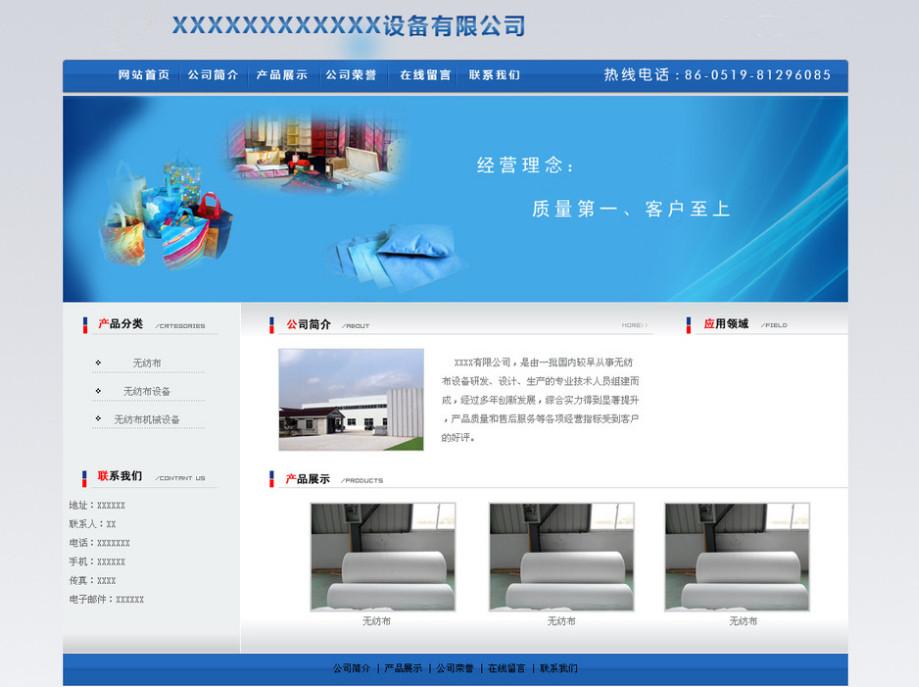 XXXXXXXXXXXX设备有限公司
网站首页 公司简介 产品展示 公司荣誉 在线留言 联系我们 热线电话：86-0519-81296085
经营理念：
质量第一、客户至上
产品分类 /CATEGORIES
无纺布
无纺布设备
无纺布机械设备
联系我们 /CONTANT US
地址：XXXXXX
联系人：XX
电话：XXXXXXX
手机：XXXXXX
传真：XXXX
电子邮件：XXXXXX
公司简介 /ABOUT HOME>>
XXXX有限公司，是由一批国内较早从事无纺
布设备研发、设计、生产的专业技术人员组建而
成，经过多年创新发展，综合实力得到显著提升
，产品质量和售后服务等各项经营指标受到客户
的好评。
应用领域 /FIELD
产品展示 /PRODUCTS
无纺布 无纺布 无纺布
公司简介 | 产品展示 | 公司荣誉 | 在线留言 | 联系我们